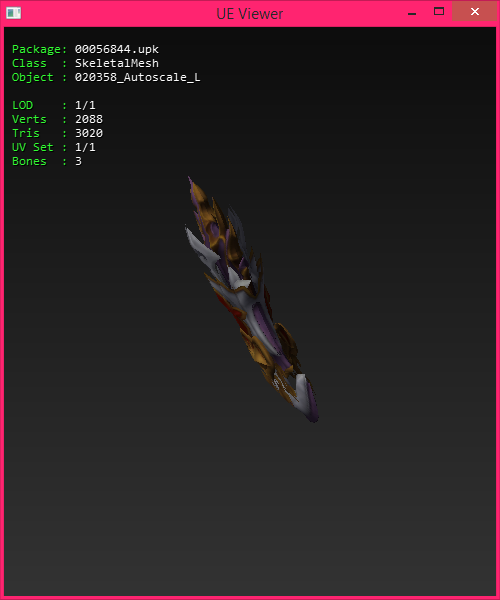 UE Viewer
Package: 00056844.upk
Class  : SkeletalMesh
Object : 020358_Autoscale_L
LOD    : 1/1
Verts  : 2088
Tris   : 3020
UV Set : 1/1
Bones  : 3